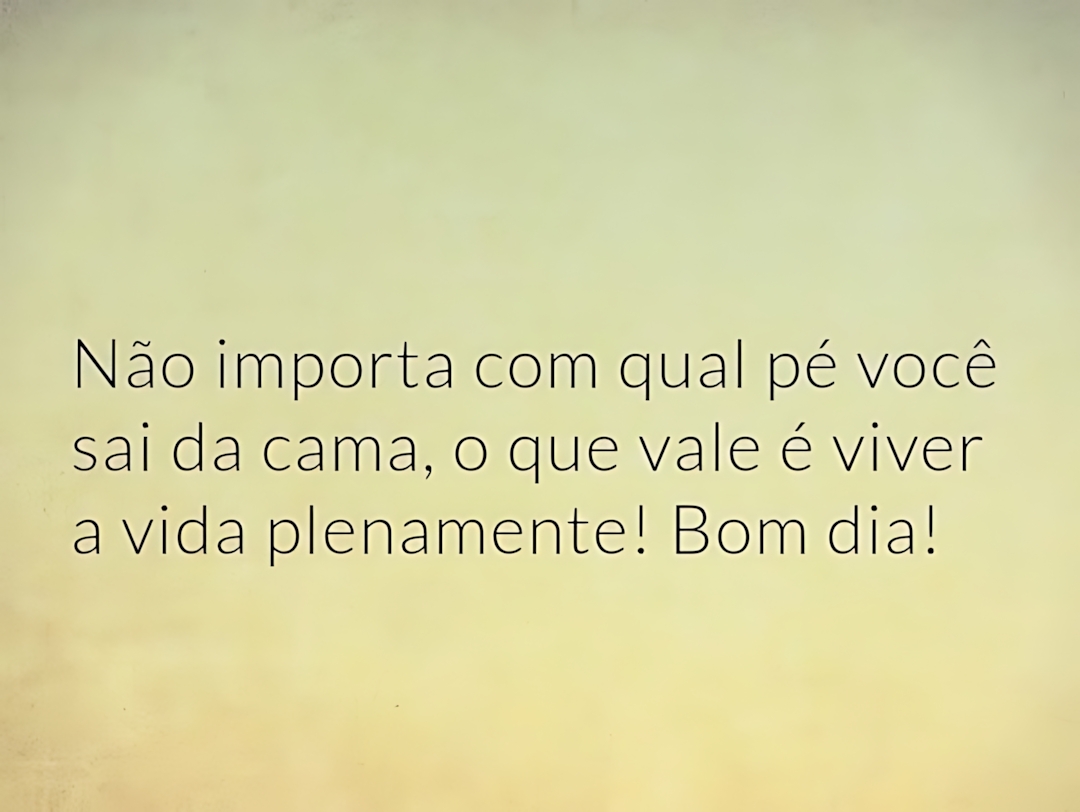 Não importa com qual pé você
sai da cama, o que vale é viver
a vida plenamente! Bom dia!